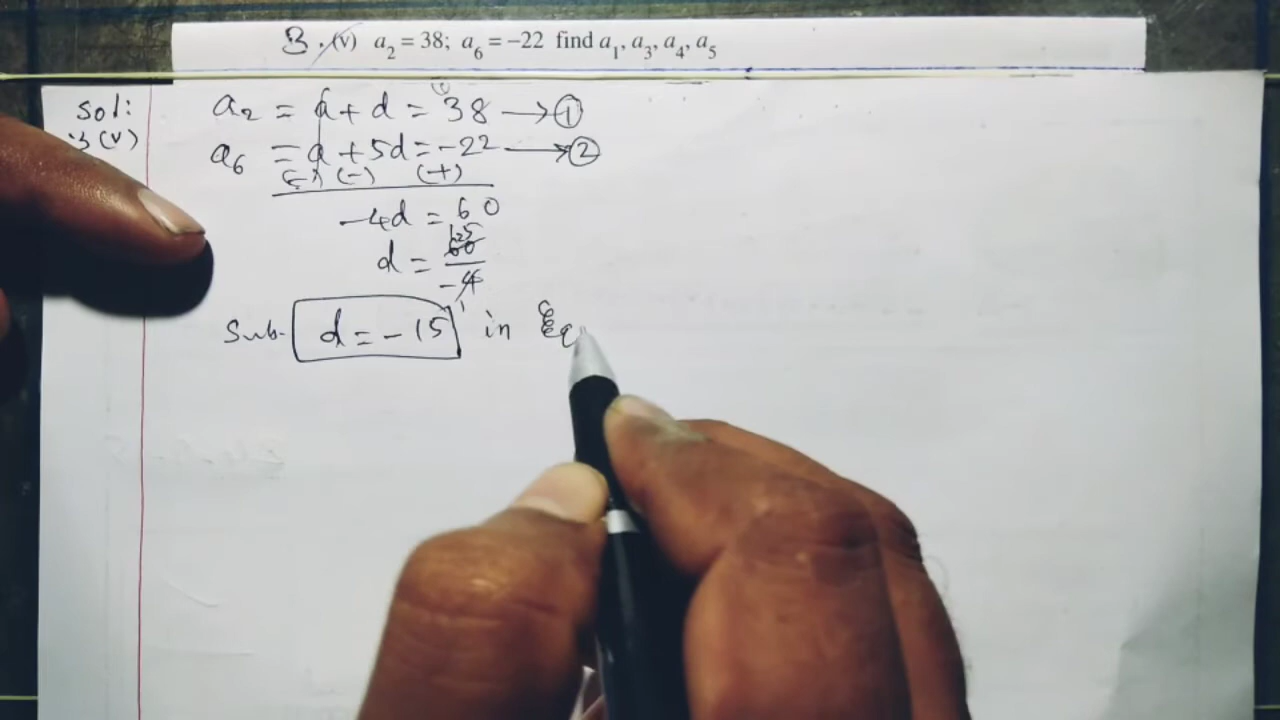 3. (v) a₂ = 38; a₆ = −22 find a₁, a₃, a₄, a₅
Sol: a₂ = a + d = 38 → ①
3(v) a₆ = a + 5d = −22 → ②
(−) (−) (+)
−4d = 60
d = 60/−4
Sub. d = −15 in Eq